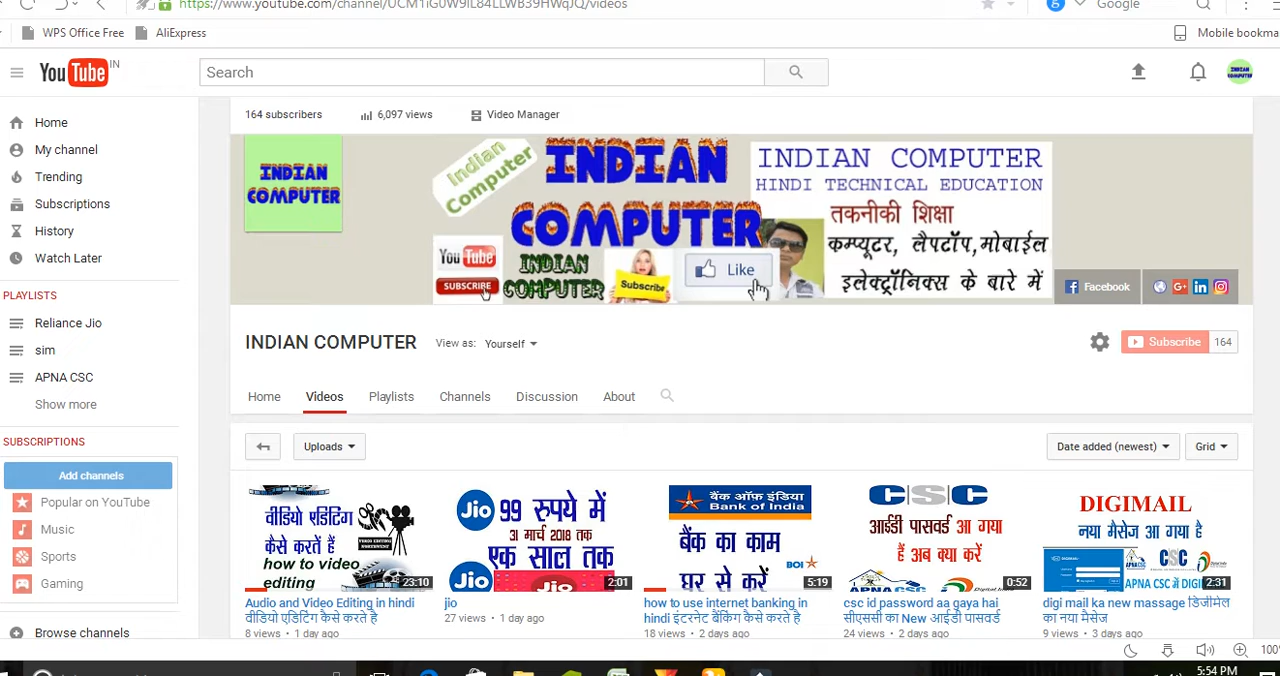 https://www.youtube.com/channel/UCM1iG0W9IL84LLWB39HWqJQ/videos
Google
WPS Office Free
AliExpress
Mobile bookma
YouTube IN
Search
INDIAN COMPUTER
Home
My channel
Trending
Subscriptions
History
Watch Later
PLAYLISTS
Reliance Jio
sim
APNA CSC
Show more
SUBSCRIPTIONS
Add channels
Popular on YouTube
Music
Sports
Gaming
Browse channels
164 subscribers
6,097 views
Video Manager
INDIAN
COMPUTER
Indian
Computer
INDIAN
COMPUTER
YouTube
SUBSCRIBE
INDIAN
COMPUTER
Subscribe
Like
INDIAN COMPUTER
HINDI TECHNICAL EDUCATION
तकनीकी शिक्षा
कम्प्यूटर, लैपटॉप,मोबाईल
इलेक्ट्रॉनिक्स के बारे में
Facebook
INDIAN COMPUTER
View as:
Yourself
Subscribe
164
Home
Videos
Playlists
Channels
Discussion
About
Uploads
Date added (newest)
Grid
वीडियो एडिटिंग
कैसे करतें हैं
how to video
editing
23:10
Audio and Video Editing in hindi
वीडियो एडिटिंग कैसे करते है
8 views • 1 day ago
Jio
99 रुपये में
31 मार्च 2018 तक
एक साल तक
Jio
Jio
2:01
jio
27 views • 1 day ago
बैंक ऑफ़ इंडिया
Bank of India
बैंक का काम
BOI
घर से करें
5:19
how to use internet banking in
hindi इंटरनेट बैंकिंग कैसे करते है
18 views • 2 days ago
CSC
आईडी पासवर्ड आ गया
हैं अब क्या करें
0:52
csc id password aa gaya hai
सीएससी का New आईडी पासवर्ड
24 views • 2 days ago
DIGIMAIL
नया मैसेज आ गया है
CSC
APNA CSC में DIGI
2:31
digi mail ka new massage डिजीमेल
का नया मैसेज
9 views • 3 days ago
100%
5:54 PM